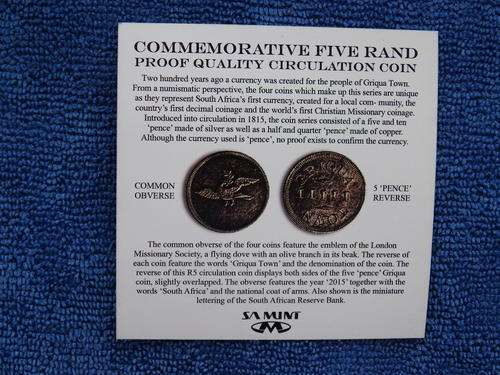 COMMEMORATIVE FIVE RAND
PROOF QUALITY CIRCULATION COIN
Two hundred years ago a currency was created for the people of Griqua Town.
From a numismatic perspective, the four coins which make up this series are unique
as they represent South Africa's first currency, created for a local com- munity, the
country's first decimal coinage and the world's first Christian Missionary coinage.
Introduced into circulation in 1815, the coin series consisted of a five and ten
'pence' made of silver as well as a half and quarter 'pence' made of copper.
Although the currency used is 'pence', no proof exists to confirm the currency.
COMMON
OBVERSE
5 'PENCE'
REVERSE
The common obverse of the four coins feature the emblem of the London
Missionary Society, a flying dove with an olive branch in its beak. The reverse of
each coin feature the words 'Griqua Town' and the denomination of the coin. The
reverse of this R5 circulation coin displays both sides of the five 'pence' Griqua
coin, slightly overlapped. The obverse features the year '2015' together with the
words 'South Africa' and the national coat of arms. Also shown is the miniature
lettering of the South African Reserve Bank.
SA MINT